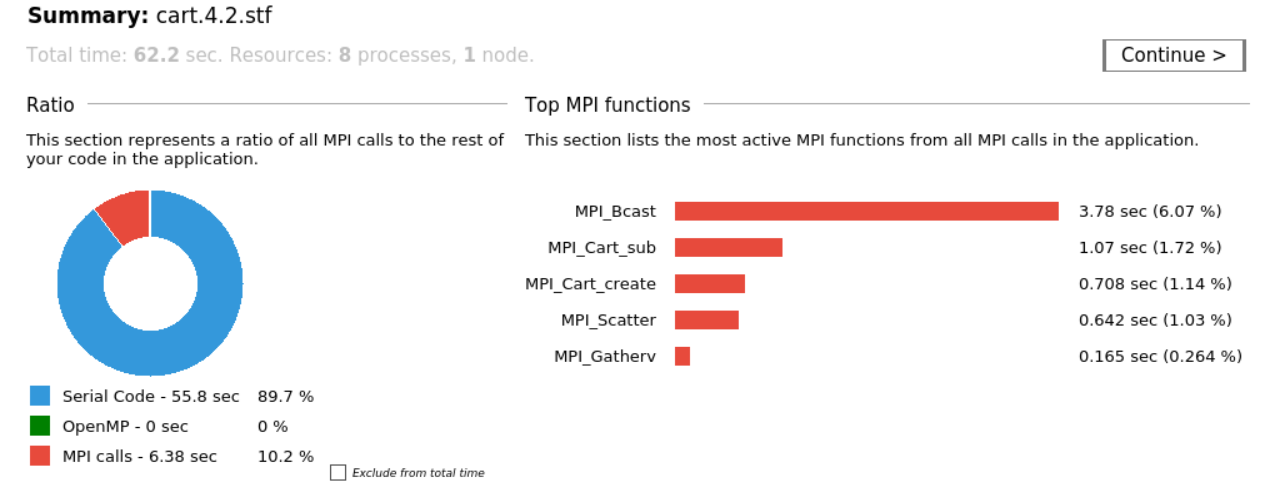 Summary: cart.4.2.stf
Total time: 62.2 sec. Resources: 8 processes, 1 node.
Continue >
Ratio
This section represents a ratio of all MPI calls to the rest of
your code in the application.
Serial Code - 55.8 sec 89.7 %
OpenMP - 0 sec 0 %
MPI calls - 6.38 sec 10.2 %
Exclude from total time
Top MPI functions
This section lists the most active MPI functions from all MPI calls in the application.
MPI_Bcast 3.78 sec (6.07 %)
MPI_Cart_sub 1.07 sec (1.72 %)
MPI_Cart_create 0.708 sec (1.14 %)
MPI_Scatter 0.642 sec (1.03 %)
MPI_Gatherv 0.165 sec (0.264 %)